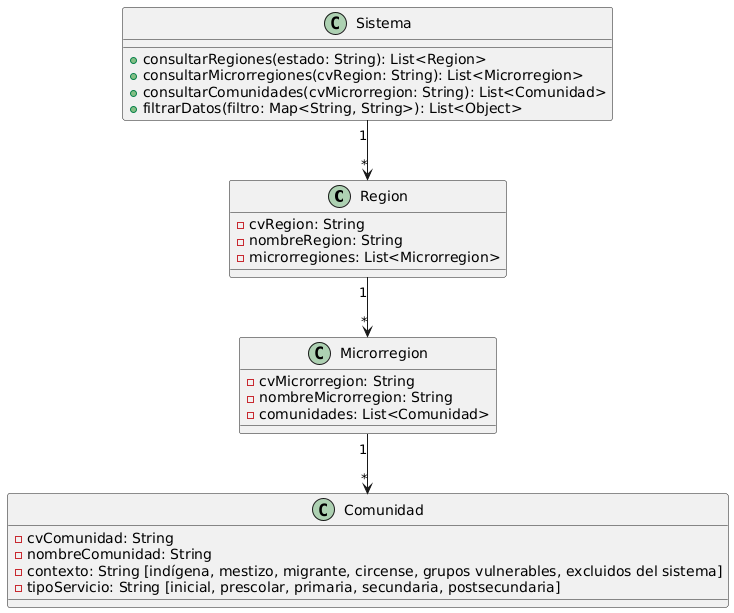 C Sistema
consultarRegiones(estado: String): List<Region>
consultarMicrorregiones(cvRegion: String): List<Microrregion>
consultarComunidades(cvMicrorregion: String): List<Comunidad>
filtrarDatos(filtro: Map<String, String>): List<Object>
1
*
C Region
cvRegion: String
nombreRegion: String
microrregiones: List<Microrregion>
1
*
C Microrregion
cvMicrorregion: String
nombreMicrorregion: String
comunidades: List<Comunidad>
1
*
C Comunidad
cvComunidad: String
nombreComunidad: String
contexto: String [indígena, mestizo, migrante, circense, grupos vulnerables, excluidos del sistema]
tipoServicio: String [inicial, prescolar, primaria, secundaria, postsecundaria]